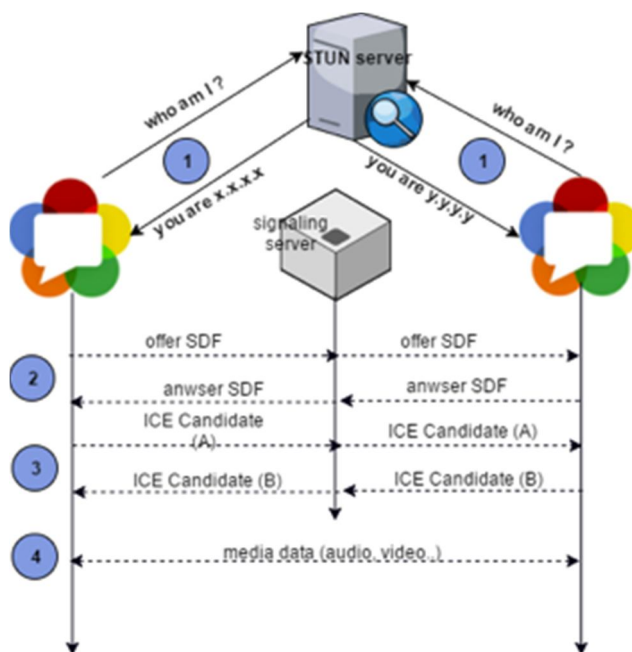 STUN server
who am I ?
who am I ?
1
1
you are x.x.x.x
you are y.y.y.y
signaling
server
offer SDF
offer SDF
2
anwser SDF
anwser SDF
ICE Candidate
(A)
ICE Candidate (A)
3
ICE Candidate (B)
ICE Candidate (B)
4
media data (audio, video..)